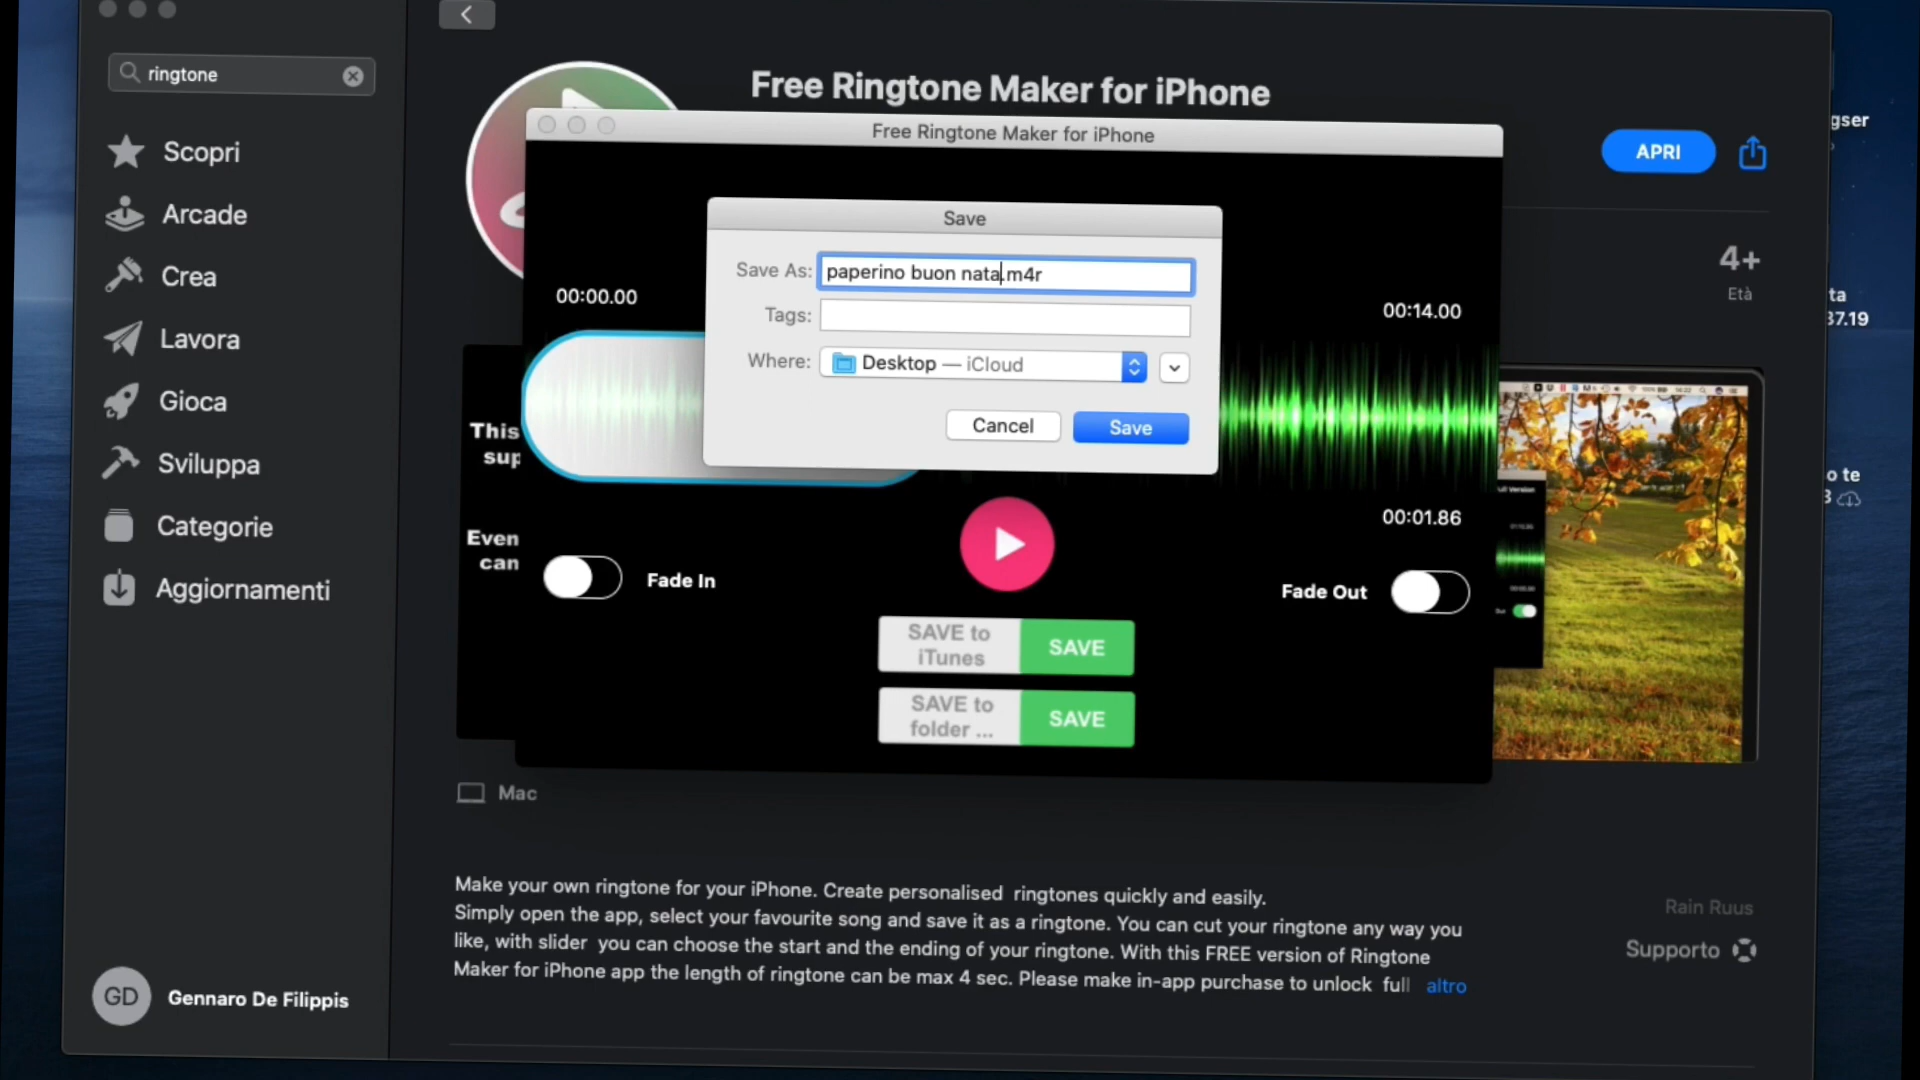 ringtone
Scopri
Arcade
Crea
Lavora
Gioca
Sviluppa
Categorie
Aggiornamenti
GD
Gennaro De Filippis
Free Ringtone Maker for iPhone
APRI
4+
Età
Free Ringtone Maker for iPhone
Save
Save As: paperino buon nata.m4r
Tags:
Where: Desktop — iCloud
Cancel
Save
00:00.00
00:14.00
00:01.86
This
sup
Even
can
Fade In
Fade Out
SAVE to
iTunes
SAVE
SAVE to
folder ...
SAVE
gser
ta
37.19
o te
3
Mac
Make your own ringtone for your iPhone. Create personalised ringtones quickly and easily.
Simply open the app, select your favourite song and save it as a ringtone. You can cut your ringtone any way you
like, with slider you can choose the start and the ending of your ringtone. With this FREE version of Ringtone
Maker for iPhone app the length of ringtone can be max 4 sec. Please make in-app purchase to unlock full altro
Rain Ruus
Supporto